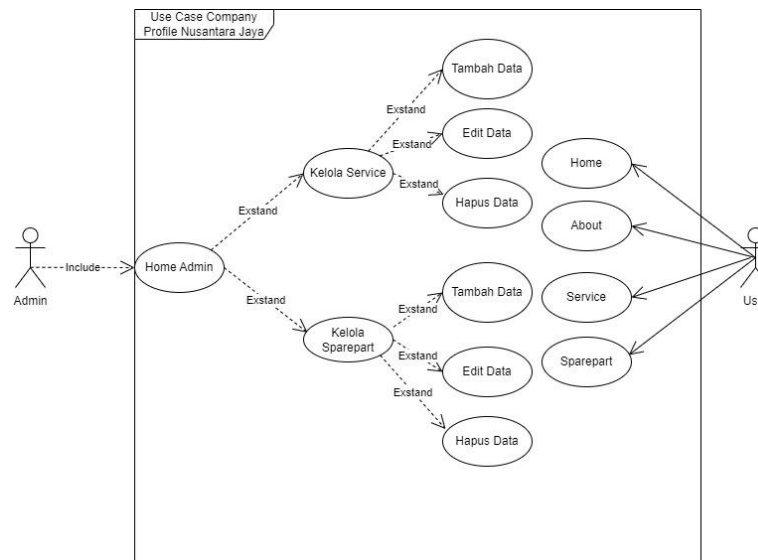 Use Case Company
Profile Nusantara Jaya
Tambah Data
Exstand
Edit Data
Exstand
Kelola Service
Exstand
Hapus Data
Exstand
Home
About
Admin
Include
Home Admin
Exstand
Tambah Data
Exstand
Kelola
Sparepart
Exstand
Edit Data
Exstand
Hapus Data
Service
Sparepart
Us